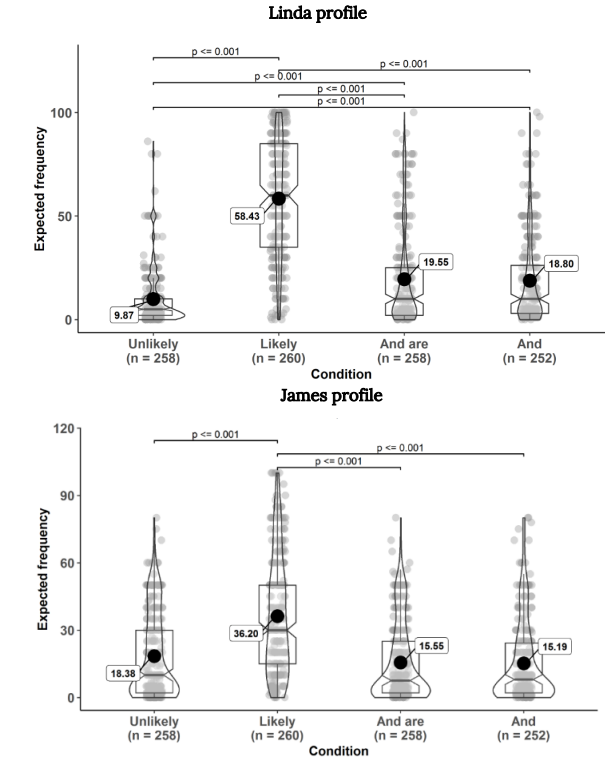 Linda profile
p <= 0.001
p <= 0.001
p <= 0.001
p <= 0.001
p <= 0.001
100
50
0
Expected frequency
9.87
58.43
19.55
18.80
Unlikely
(n = 258)
Likely
(n = 260)
And are
(n = 258)
And
(n = 252)
Condition
James profile
p <= 0.001
p <= 0.001
p <= 0.001
120
90
60
30
0
Expected frequency
18.38
36.20
15.55
15.19
Unlikely
(n = 258)
Likely
(n = 260)
And are
(n = 258)
And
(n = 252)
Condition